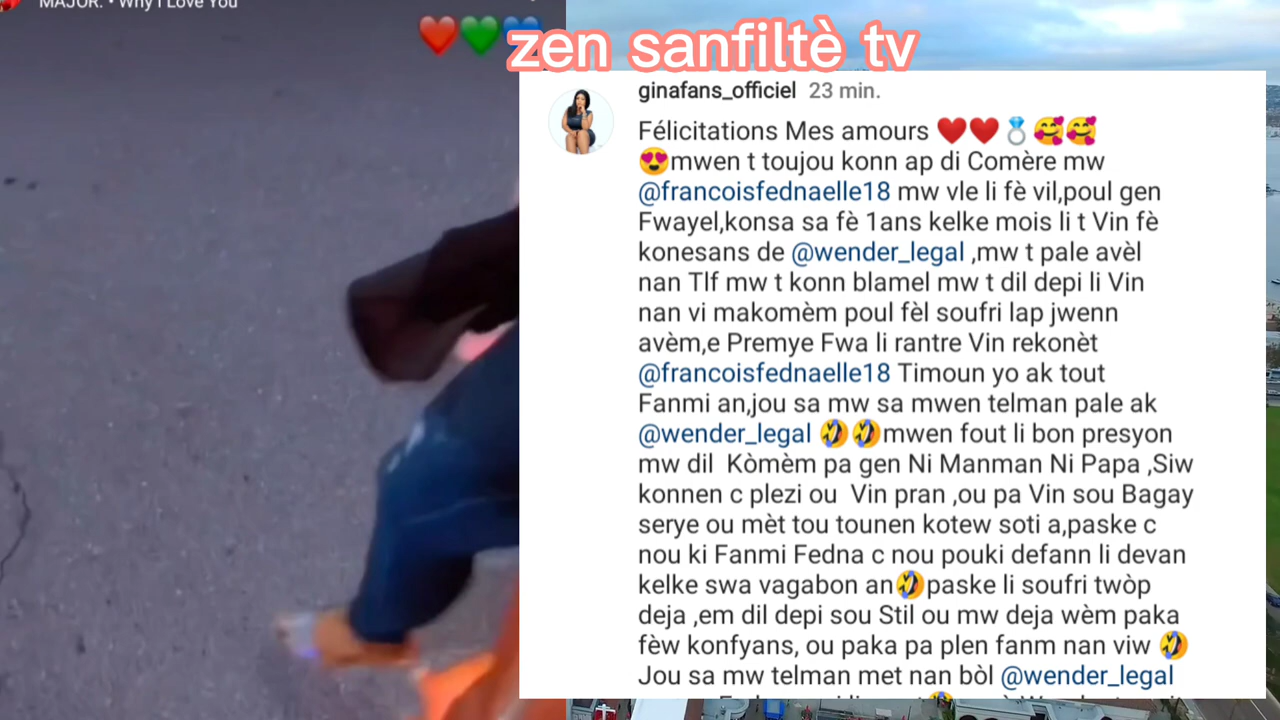 MAJOR. • Why I Love You
zen sanfiltè tv
ginafans_officiel 23 min.
Félicitations Mes amours ❤️❤️💍🥰🥰
😍mwen t toujou konn ap di Comère mw
@francoisfednaelle18 mw vle li fè vil,poul gen
Fwayel,konsa sa fè 1ans kelke mois li t Vin fè
konesans de @wender_legal ,mw t pale avèl
nan Tlf mw t konn blamel mw t dil depi li Vin
nan vi makomèm poul fèl soufri lap jwenn
avèm,e Premye Fwa li rantre Vin rekonèt
@francoisfednaelle18 Timoun yo ak tout
Fanmi an,jou sa mw sa mwen telman pale ak
@wender_legal 🤣🤣mwen fout li bon presyon
mw dil Kòmèm pa gen Ni Manman Ni Papa ,Siw
konnen c plezi ou Vin pran ,ou pa Vin sou Bagay
serye ou mèt tou tounen kotew soti a,paske c
nou ki Fanmi Fedna c nou pouki defann li devan
kelke swa vagabon an🤣paske li soufri twòp
deja ,em dil depi sou Stil ou mw deja wèm paka
fèw konfyans, ou paka pa plen fanm nan viw 🤣
Jou sa mw telman met nan bòl @wender_legal